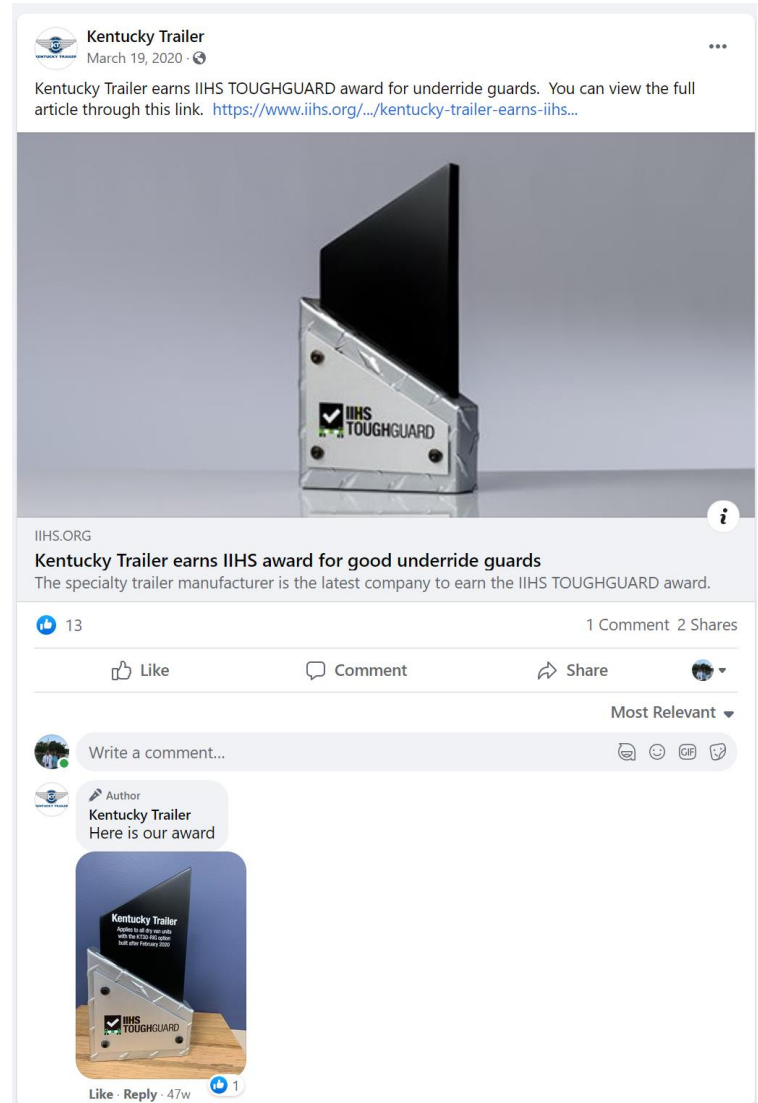 Kentucky Trailer
March 19, 2020 ·
Kentucky Trailer earns IIHS TOUGHGUARD award for underride guards. You can view the full
article through this link. https://www.iihs.org/.../kentucky-trailer-earns-iihs...
IIHS
TOUGHGUARD
IIHS.ORG
Kentucky Trailer earns IIHS award for good underride guards
The specialty trailer manufacturer is the latest company to earn the IIHS TOUGHGUARD award.
13
1 Comment 2 Shares
Like Comment Share
Most Relevant
Write a comment...
GIF
KT
KENTUCKY TRAILER
Author
Kentucky Trailer
Here is our award
Kentucky Trailer
Applies to all dry van units
with the KT30-RIG option
built after February 2020
IIHS
TOUGHGUARD
Like · Reply · 47w
1